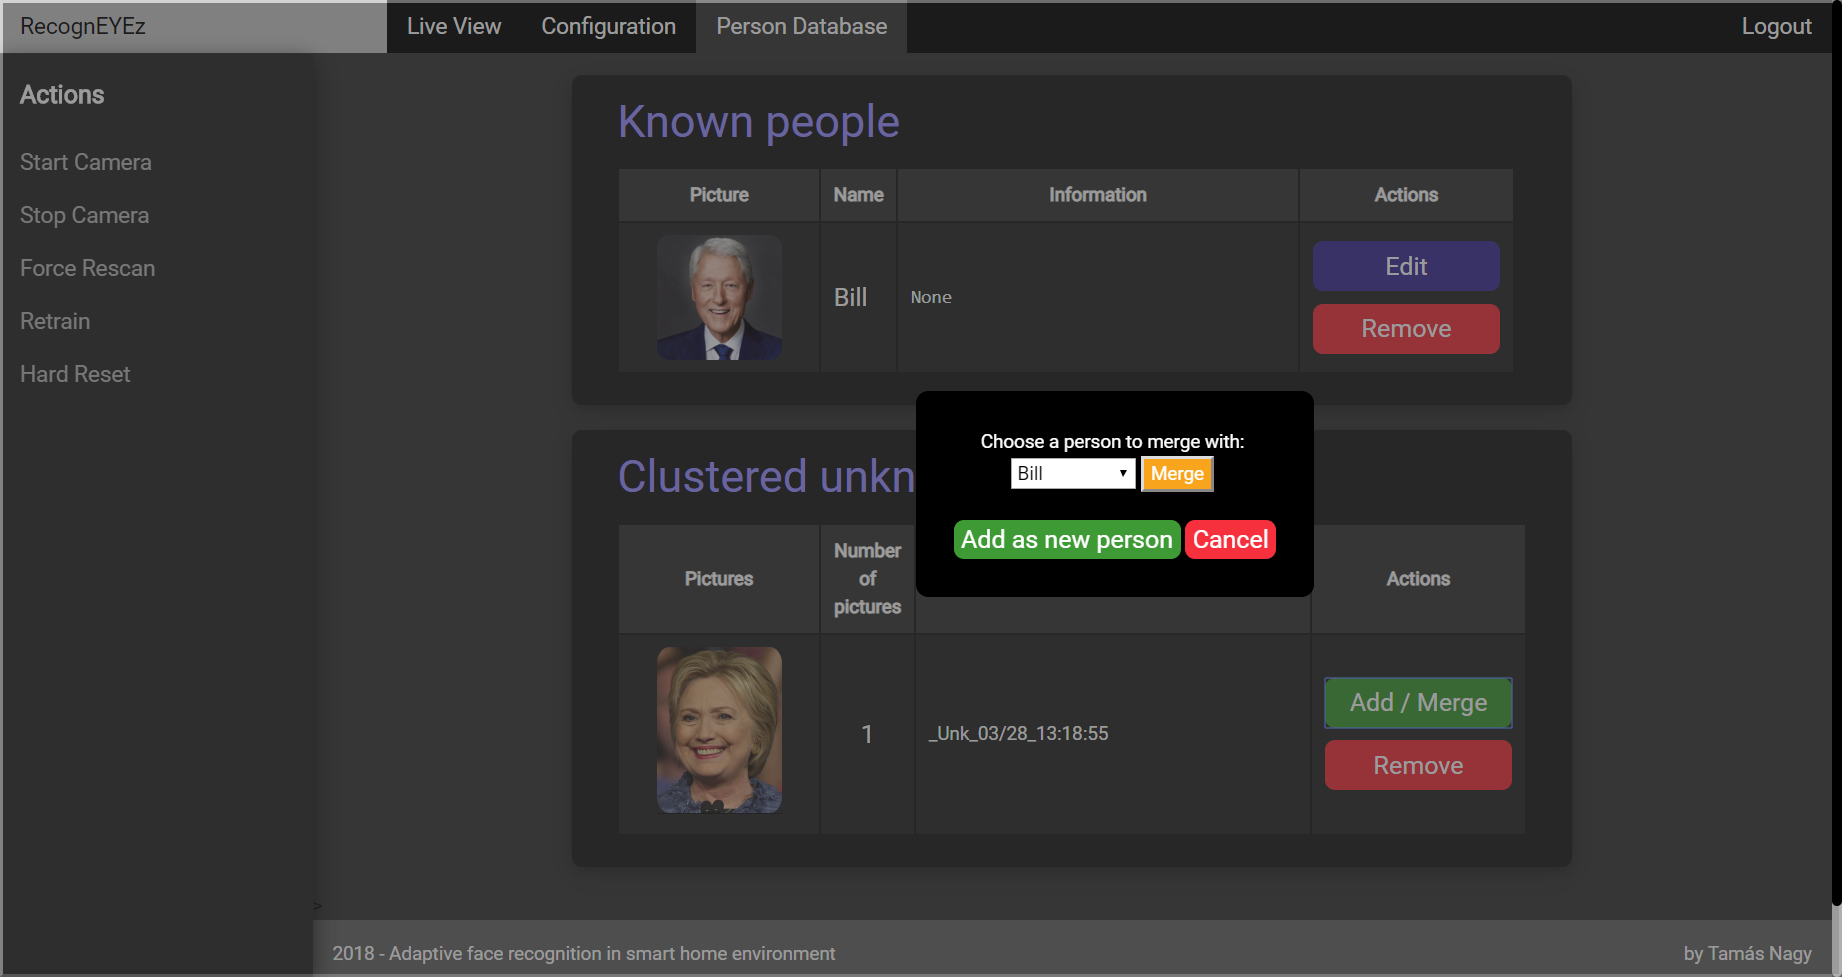 RecognEYEz
Live View
Configuration
Person Database
Logout
Actions
Start Camera
Stop Camera
Force Rescan
Retrain
Hard Reset
Known people
Picture
Name
Information
Actions
Bill
None
Edit
Remove
Choose a person to merge with:
Bill
Merge
Add as new person
Cancel
Clustered unkn
Pictures
Number
of
pictures
Actions
1
_Unk_03/28_13:18:55
Add / Merge
Remove
>
2018 - Adaptive face recognition in smart home environment
by Tamás Nagy